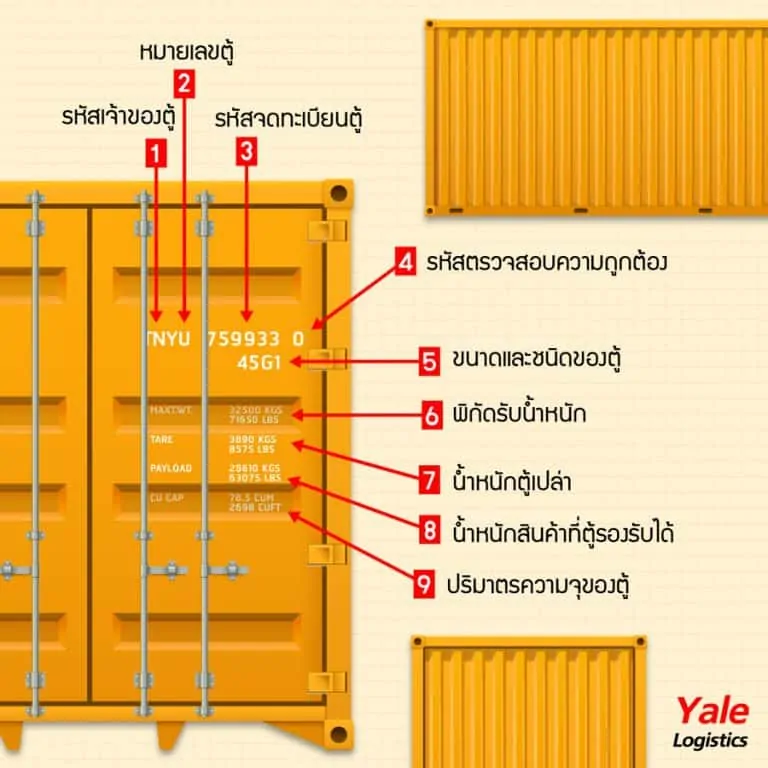 หมายเลขตู้
2
รหัสเจ้าของตู้
รหัสจดทะเบียนตู้
1
3
4 รหัสตรวจสอบความถูกต้อง
TNYU 759933 0
45G1
5 ขนาดและชนิดของตู้
MAXTWT. 32500 KGS
71650 LBS
6 พิกัดรับน้ำหนัก
TARE 3890 KGS
8575 LBS
7 น้ำหนักตู้เปล่า
PAYLOAD 28610 KGS
63075 LBS
8 น้ำหนักสินค้าที่ตู้รองรับได้
CU CAP 76.5 CUM
2698 CUFT
9 ปริมาตรความจุของตู้
Yale
Logistics